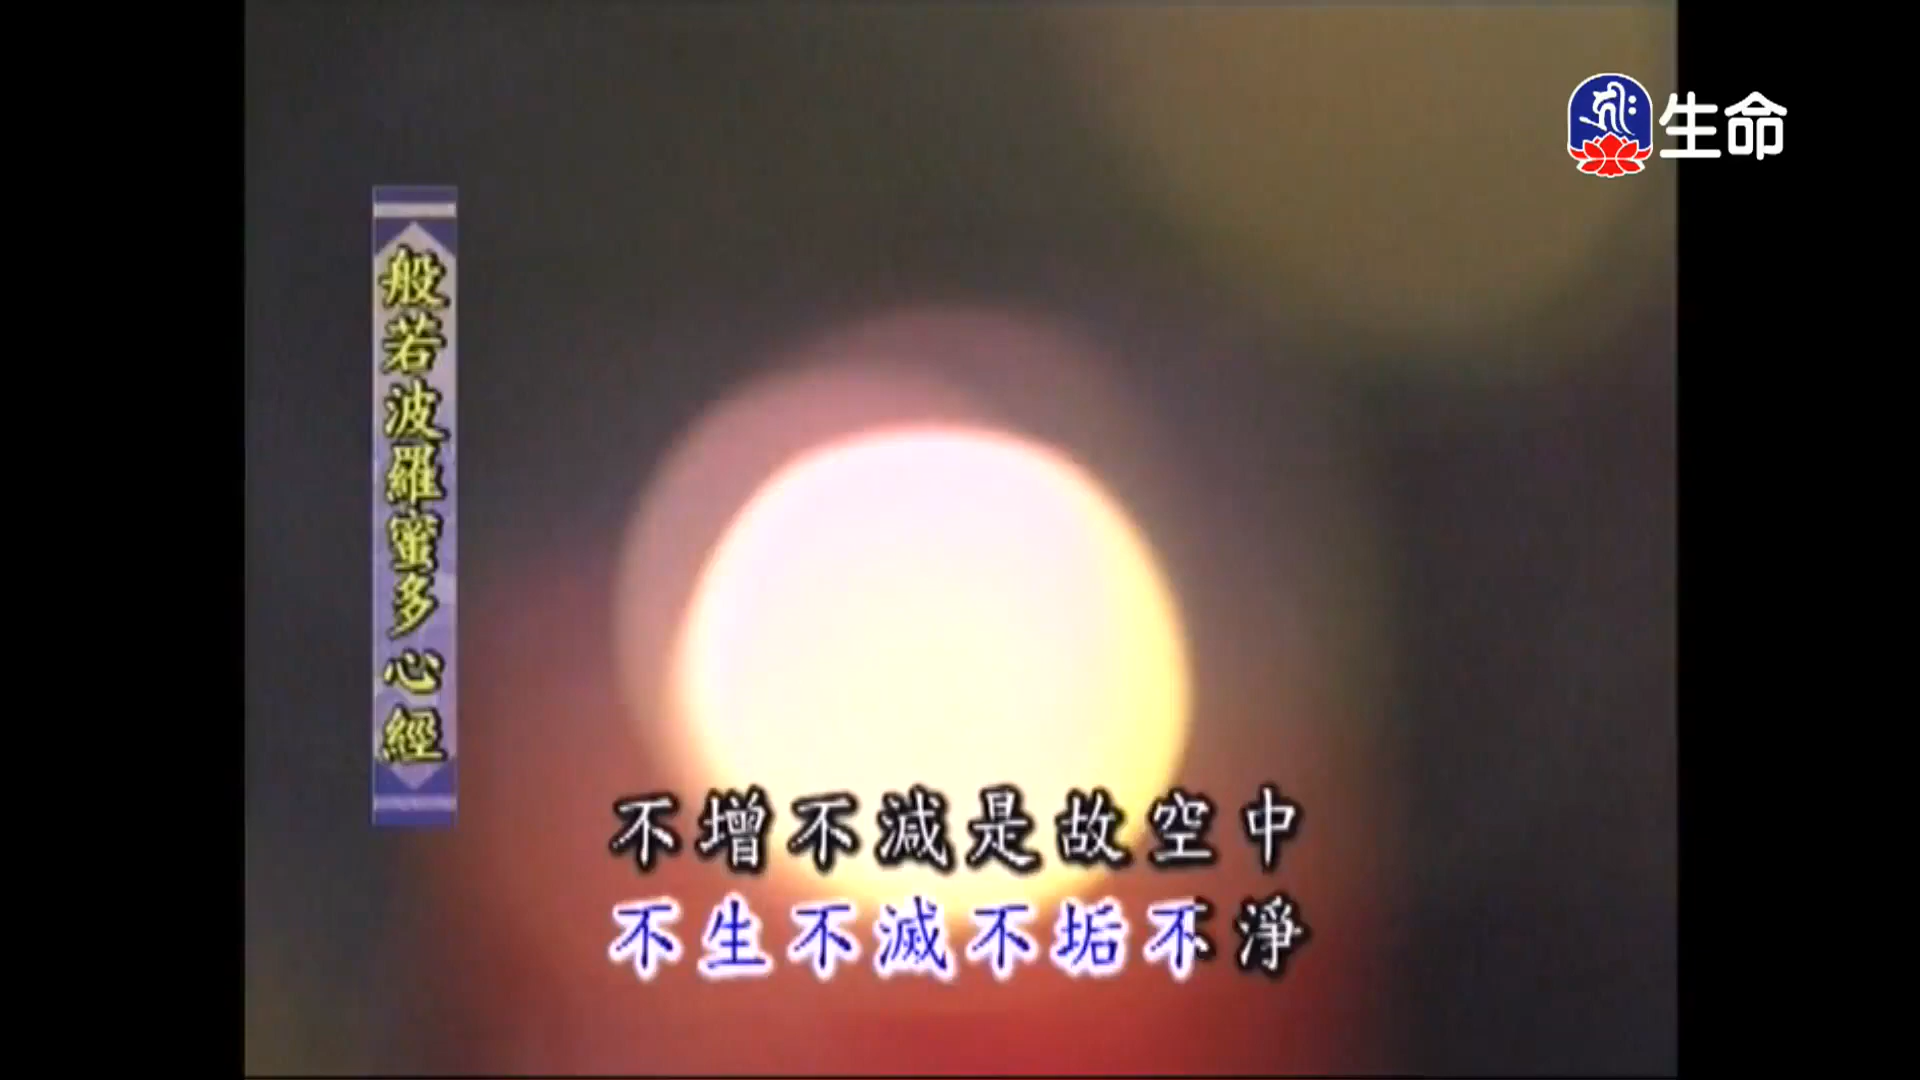 生命
般若波羅蜜多心經
不增不減是故空中
不生不滅不垢不淨